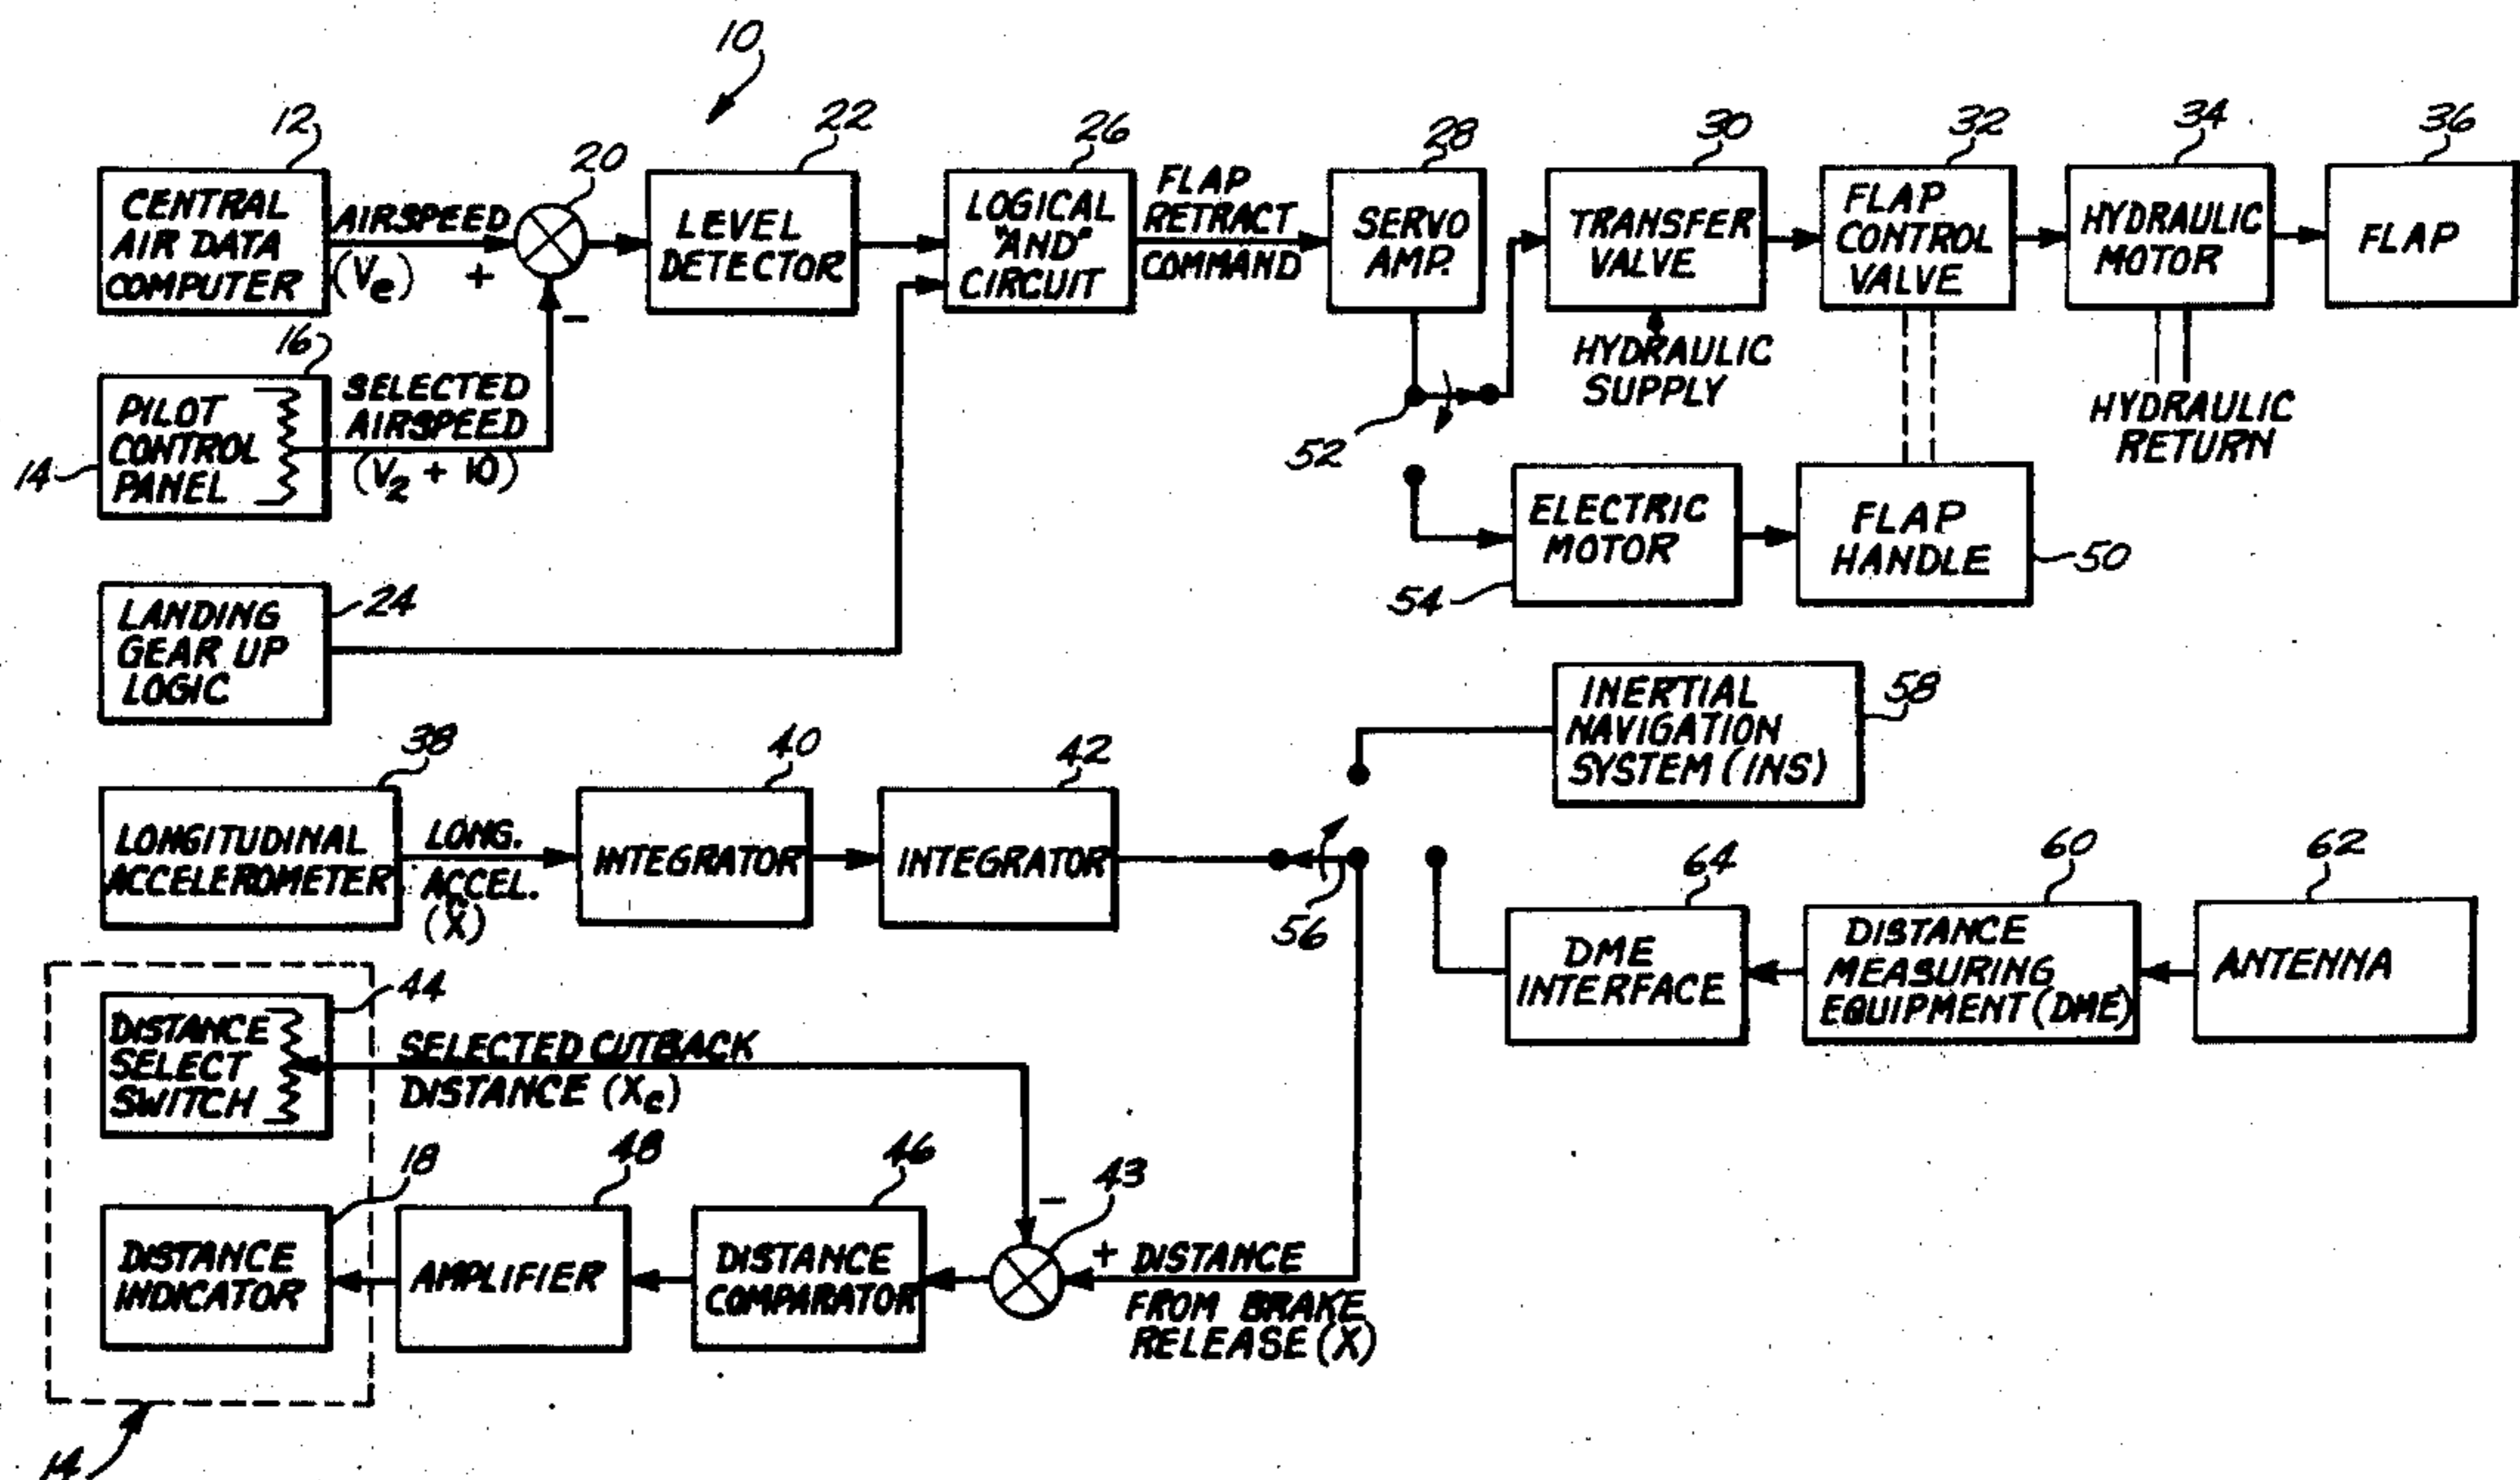 10
12
20
22
26
28
30
32
34
36
CENTRAL
AIR DATA
COMPUTER
AIRSPEED
(Ve)
+
-
LEVEL
DETECTOR
LOGICAL
"AND"
CIRCUIT
FLAP
RETRACT
COMMAND
SERVO
AMP.
TRANSFER
VALVE
FLAP
CONTROL
VALVE
HYDRAULIC
MOTOR
FLAP
HYDRAULIC
SUPPLY
HYDRAULIC
RETURN
16
PILOT
CONTROL
PANEL
14
SELECTED
AIRSPEED
(V2 + 10)
52
ELECTRIC
MOTOR
54
FLAP
HANDLE
50
LANDING
GEAR UP
LOGIC
24
INERTIAL
NAVIGATION
SYSTEM (INS)
58
38
LONGITUDINAL
ACCELEROMETER
LONG.
ACCEL.
(Ẍ)
40
INTEGRATOR
42
INTEGRATOR
56
64
DME
INTERFACE
60
DISTANCE
MEASURING
EQUIPMENT (DME)
62
ANTENNA
44
DISTANCE
SELECT
SWITCH
SELECTED CUTBACK
DISTANCE (Xc)
18
DISTANCE
INDICATOR
48
AMPLIFIER
46
DISTANCE
COMPARATOR
43
-
+ DISTANCE
FROM BRAKE
RELEASE (X)
14